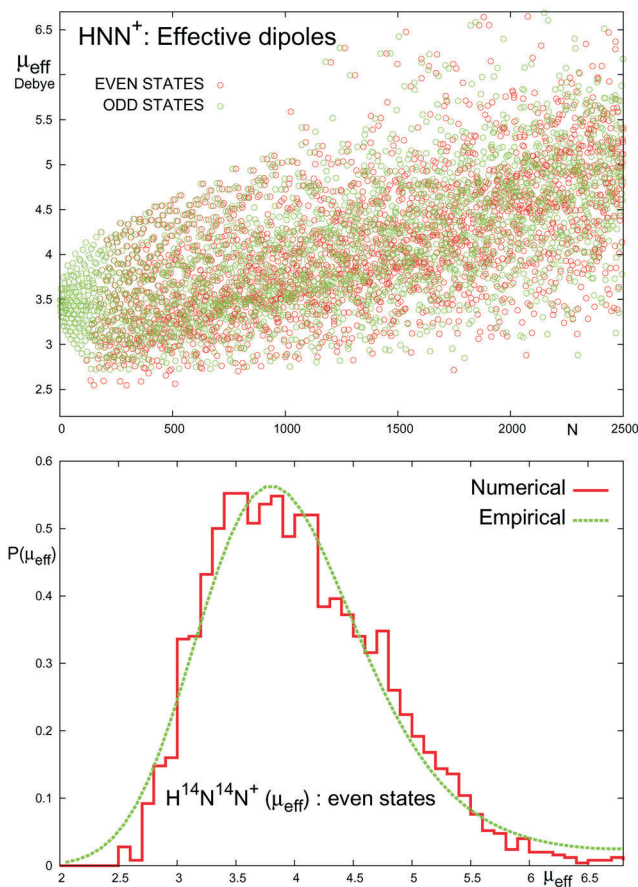 HNN+: Effective dipoles
μeff
Debye
EVEN STATES
ODD STATES
5.5
5
4.5
4
3.5
3
2.5
0 500 1000 1500 2000 N 2500
0.6
Numerical
Empirical
0.5
P(μeff)
0.4
0.3
0.2
0.1
H14N14N+ (μeff) : even states
0
2 2.5 3 3.5 4 4.5 5 5.5 6 μeff 6.5